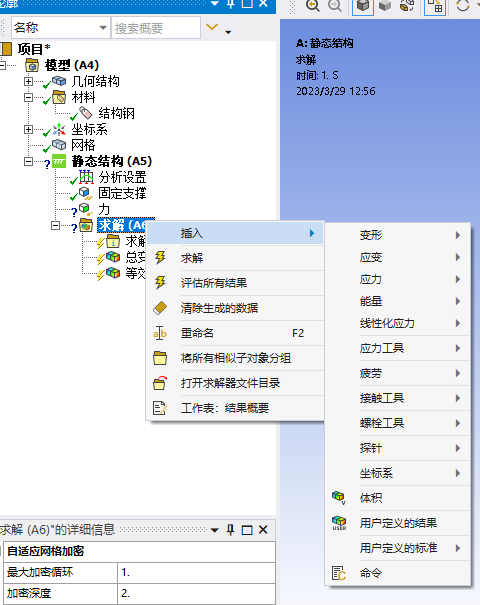 轮廓
名称
搜索概要
项目*
模型 (A4)
几何结构
材料
结构钢
坐标系
网格
静态结构 (A5)
分析设置
固定支撑
力
求解 (A6
求解
总变
等效
A: 静态结构
求解
时间: 1. S
2023/3/29 12:56
插入
求解
评估所有结果
清除生成的数据
重命名 F2
将所有相似子对象分组
打开求解器文件目录
工作表：结果概要
变形
应变
应力
能量
线性化应力
应力工具
疲劳
接触工具
螺栓工具
探针
坐标系
体积
用户定义的结果
用户定义的标准
命令
求解 (A6)"的详细信息
自适应网格加密
最大加密循环 1.
加密深度 2.